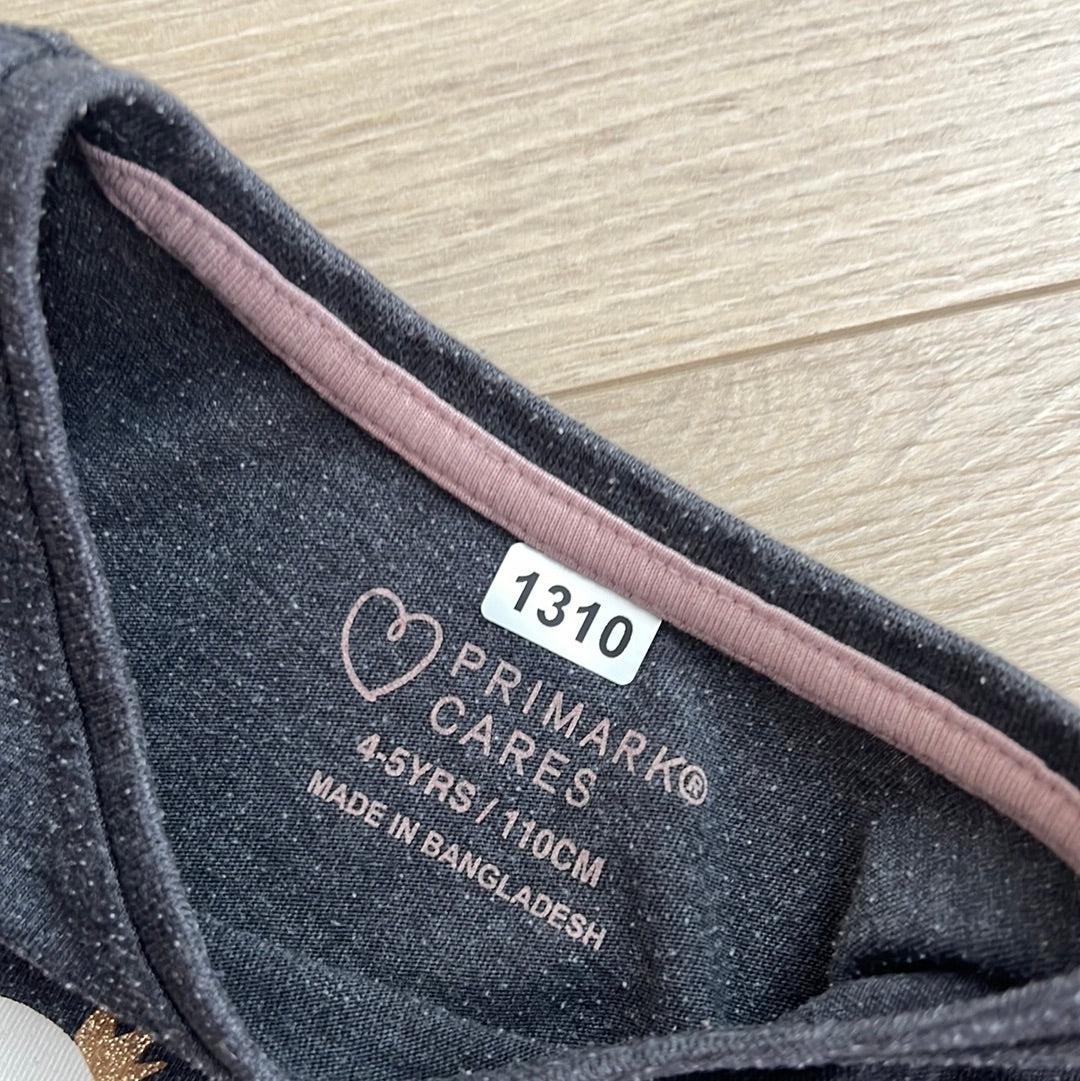 1310
PRIMARK®
CARES
4-5YRS / 110CM
MADE IN BANGLADESH